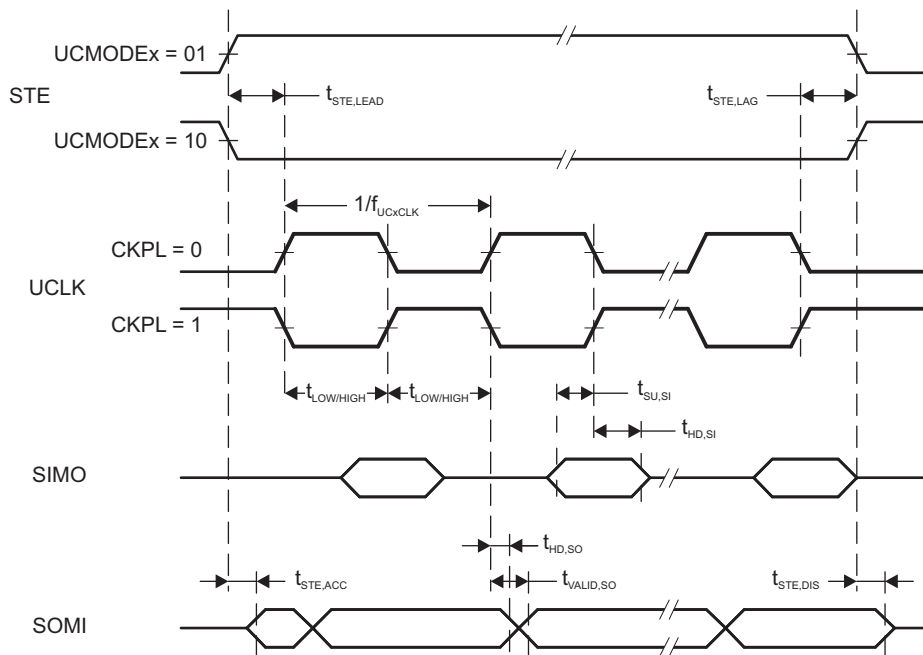 UCMODEx = 01
STE
t_STE,LEAD
t_STE,LAG
UCMODEx = 10
1/f_UCxCLK
CKPL = 0
UCLK
CKPL = 1
t_LOW/HIGH t_LOW/HIGH
t_SU,SI
t_HD,SI
SIMO
t_HD,SO
t_STE,ACC
t_VALID,SO
t_STE,DIS
SOMI